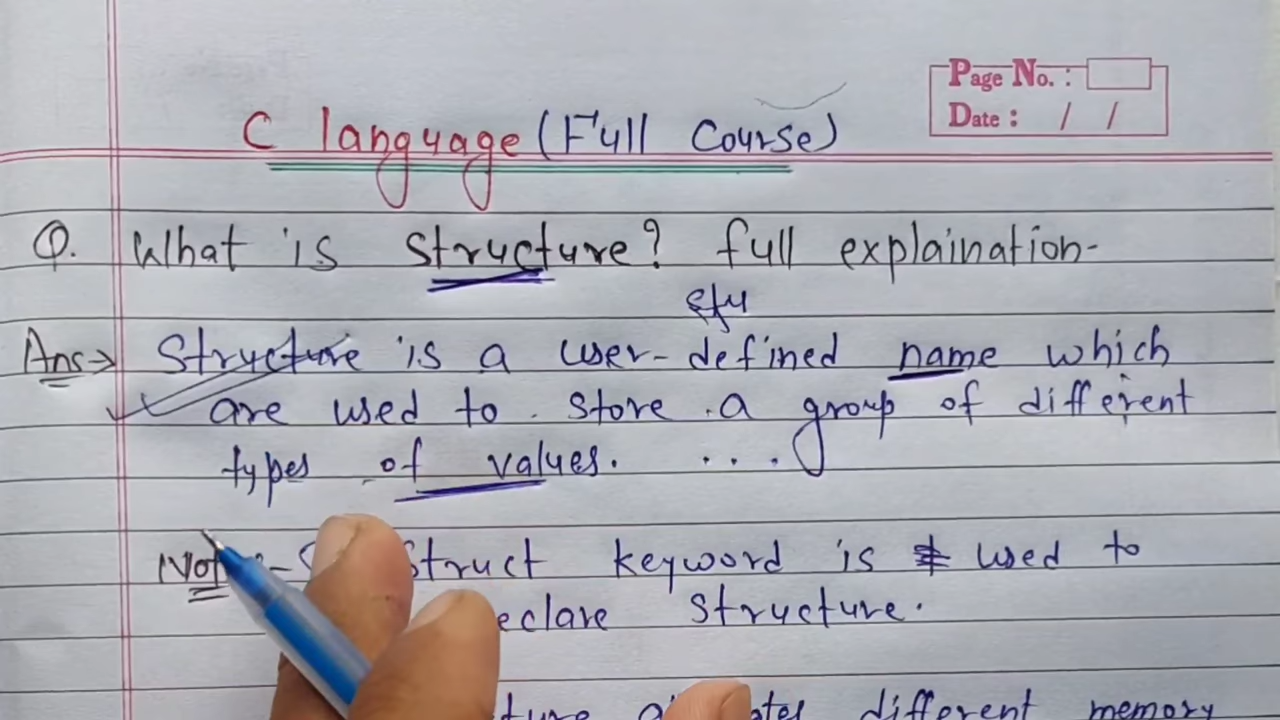 Page No. :
Date : / /
C language (Full Course)
Q. What is structure? full explaination-
Ans→ Structure is a user-defined name which
are used to store a group of different
types of values. ...
Struct keyword is used to
structure.
different memory